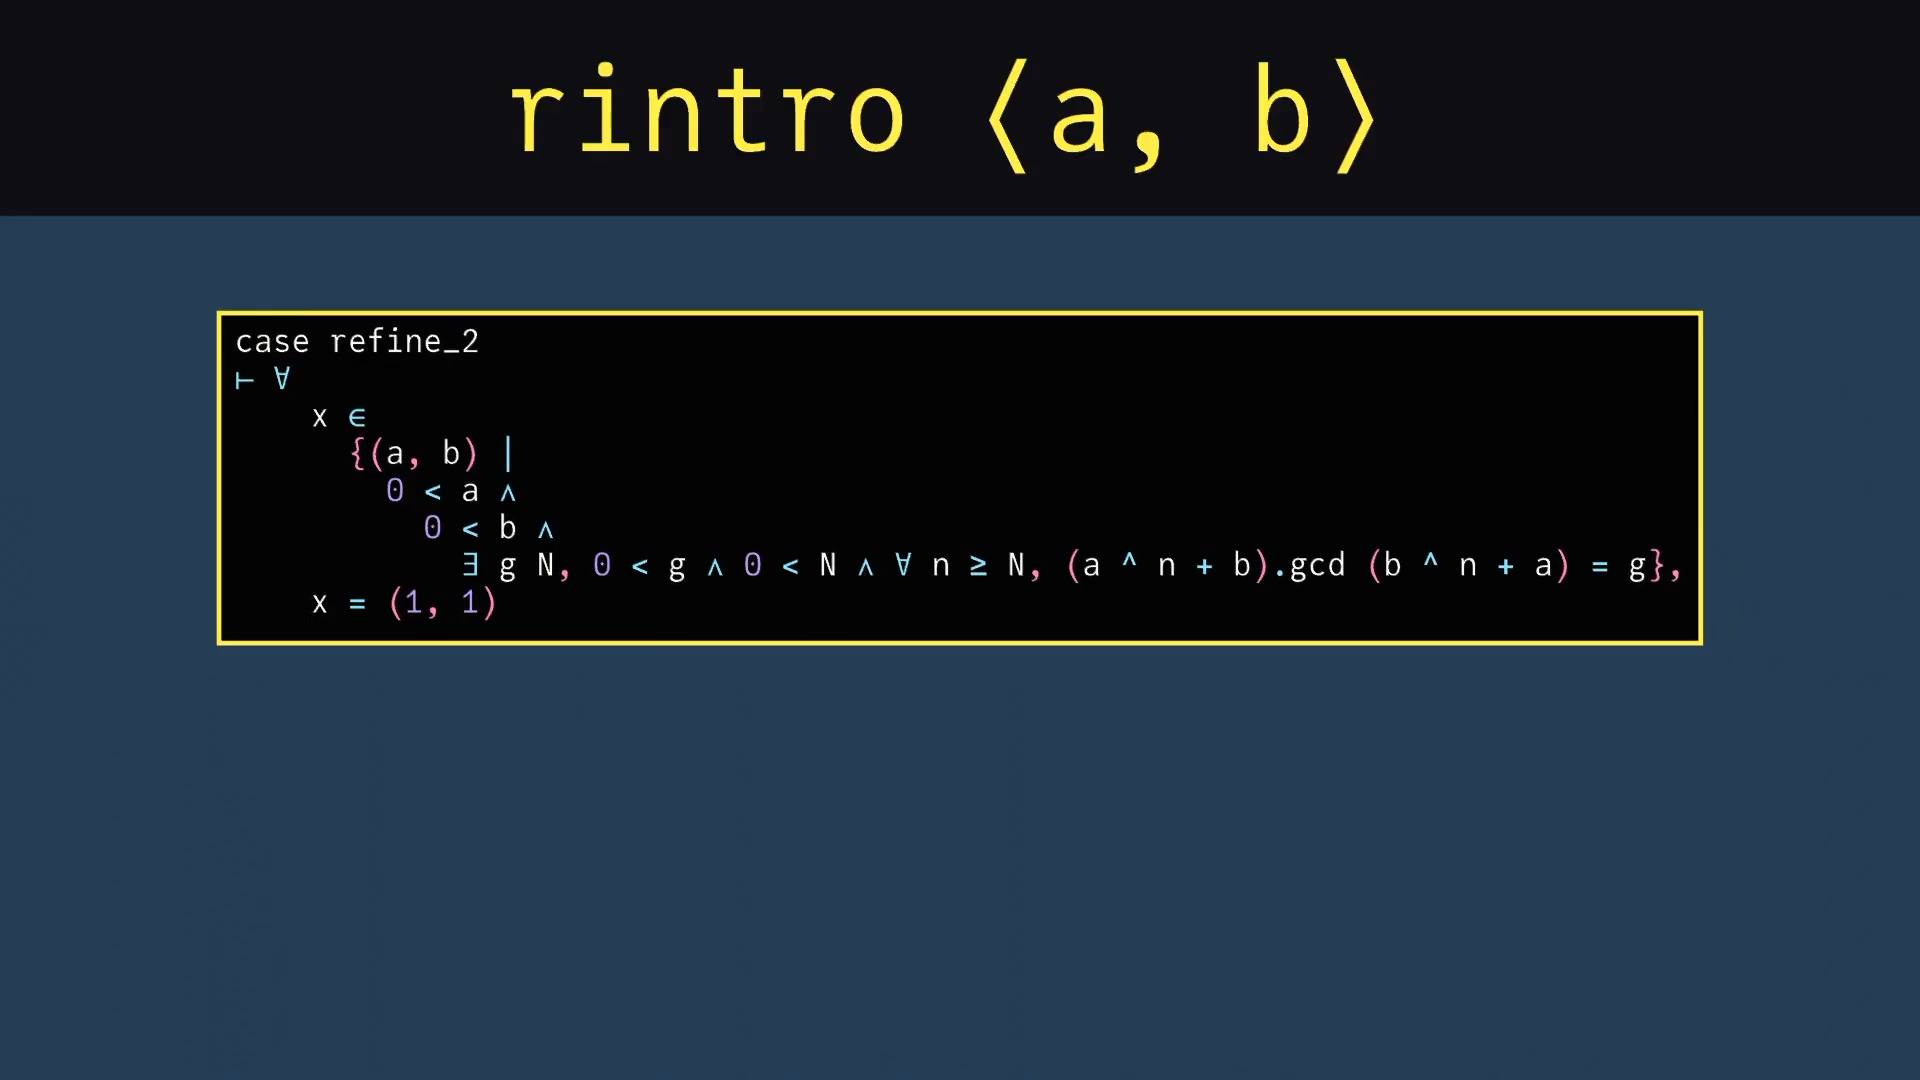 rintro ⟨a, b⟩
case refine_2
⊢ ∀
x ∈
{(a, b) |
0 < a ∧
0 < b ∧
∃ g N, 0 < g ∧ 0 < N ∧ ∀ n ≥ N, (a ^ n + b).gcd (b ^ n + a) = g},
x = (1, 1)